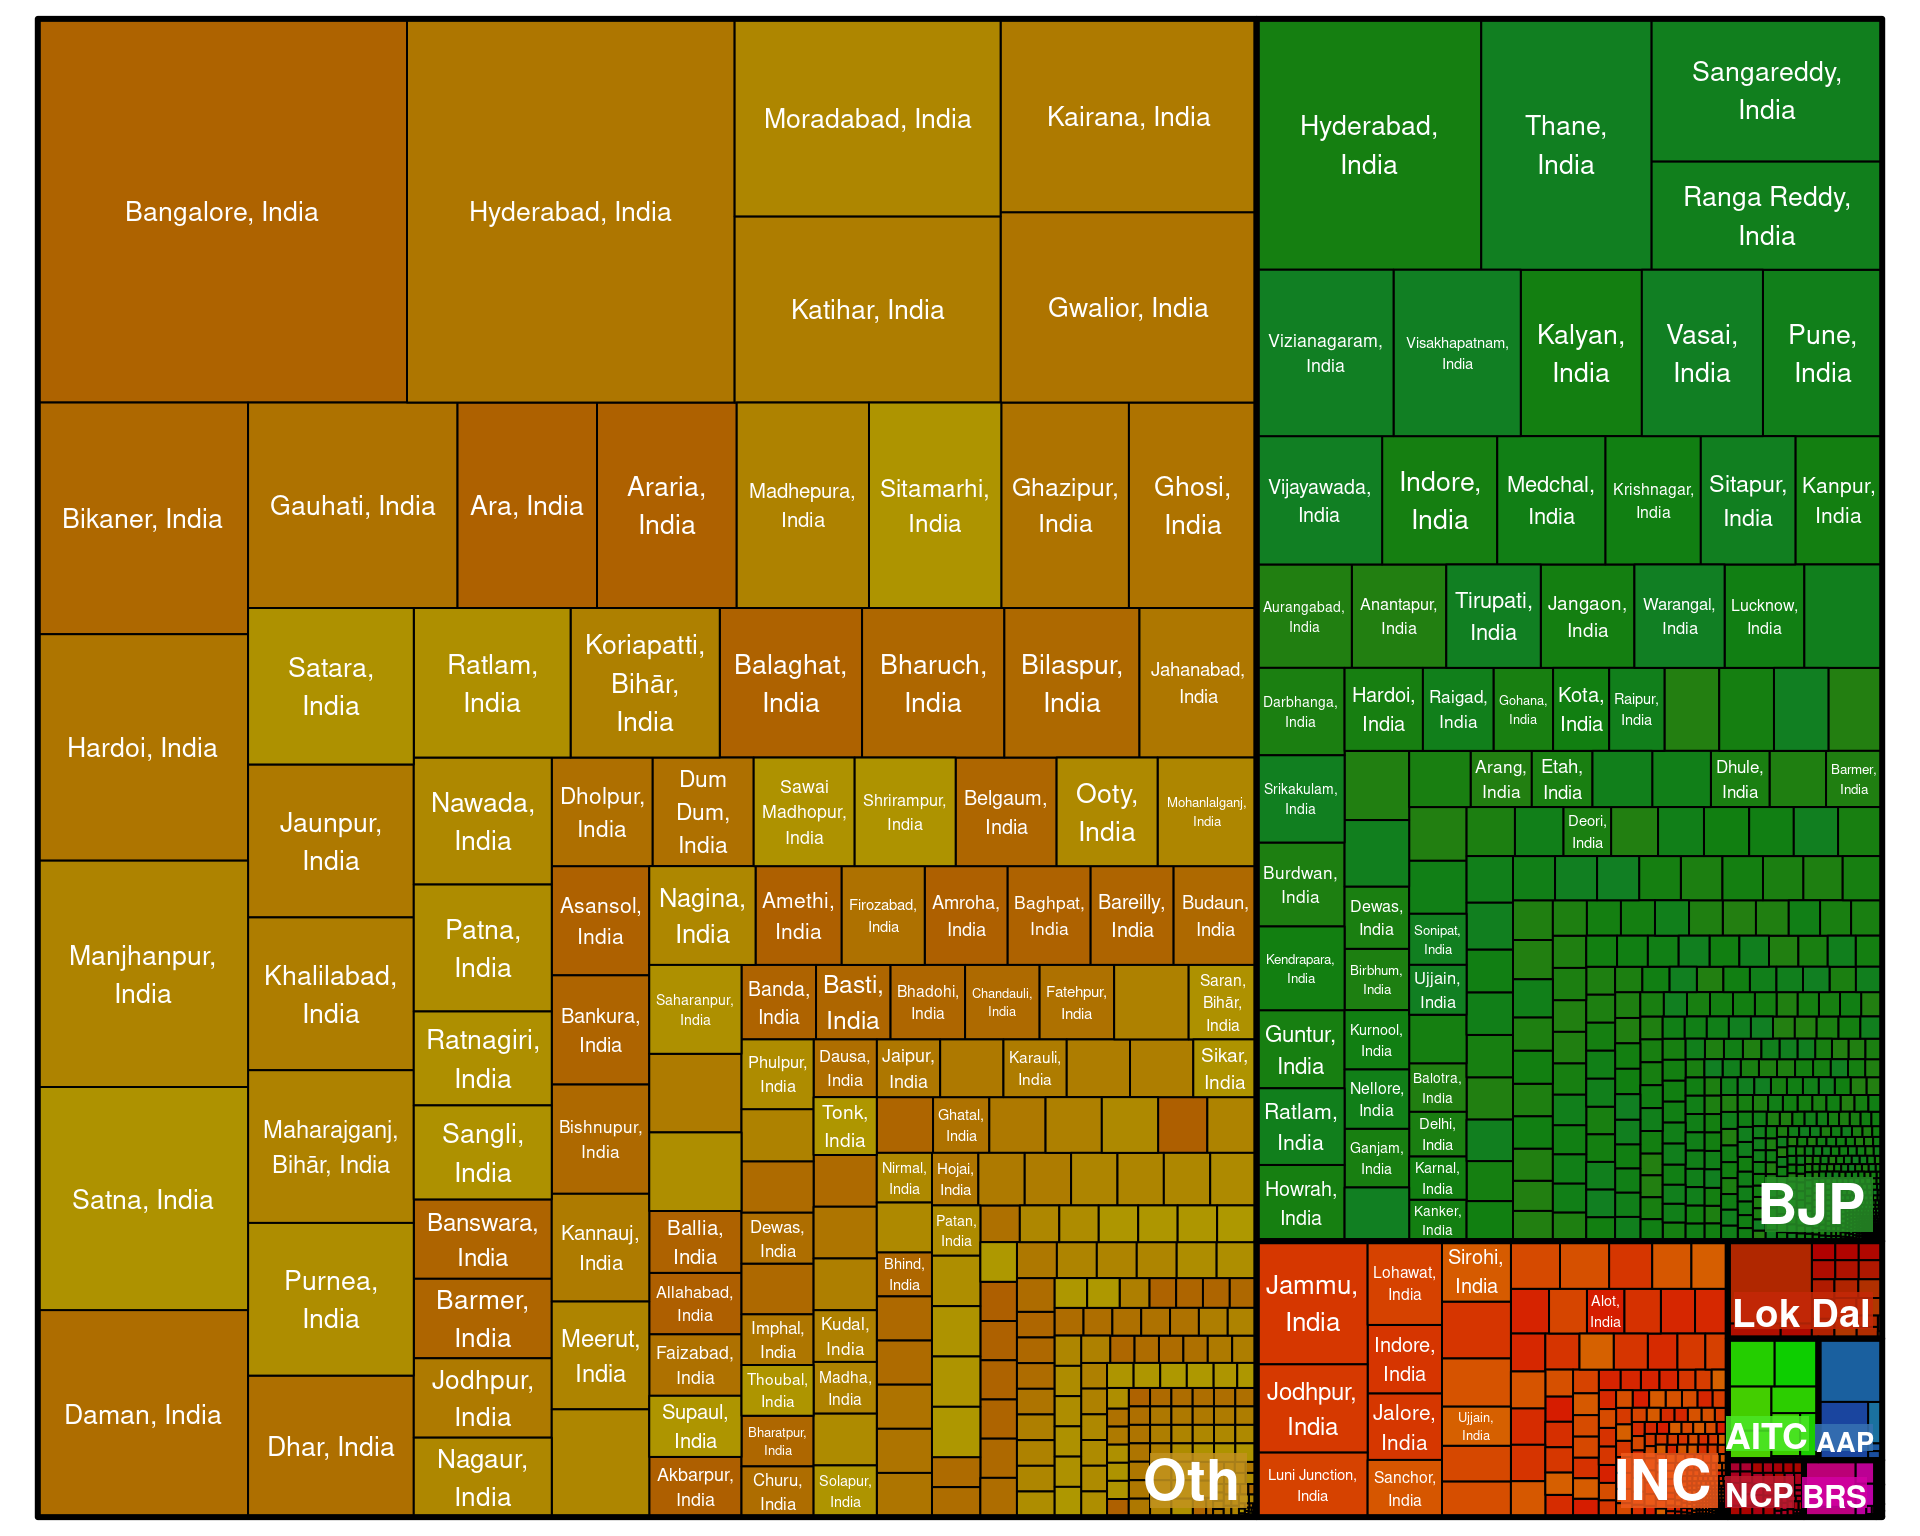 Bangalore, India
Hyderabad, India
Moradabad, India
Kairana, India
Katihar, India
Gwalior, India
Bikaner, India
Gauhati, India
Ara, India
Araria,
India
Madhepura,
India
Sitamarhi,
India
Ghazipur,
India
Ghosi,
India
Hardoi, India
Manjhanpur,
India
Satna, India
Daman, India
Satara,
India
Jaunpur,
India
Khalilabad,
India
Maharajganj,
Bihār, India
Purnea,
India
Dhar, India
Ratlam,
India
Koriapatti,
Bihār,
India
Balaghat,
India
Bharuch,
India
Bilaspur,
India
Jahanabad,
India
Nawada,
India
Patna,
India
Ratnagiri,
India
Sangli,
India
Banswara,
India
Barmer,
India
Jodhpur,
India
Nagaur,
India
Dholpur,
India
Dum
Dum,
India
Sawai
Madhopur,
India
Shrirampur,
India
Belgaum,
India
Ooty,
India
Mohanlalganj,
India
Asansol,
India
Bankura,
India
Bishnupur,
India
Kannauj,
India
Meerut,
India
Nagina,
India
Amethi,
India
Firozabad,
India
Amroha,
India
Baghpat,
India
Bareilly,
India
Budaun,
India
Saharanpur,
India
Ballia,
India
Allahabad,
India
Faizabad,
India
Supaul,
India
Akbarpur,
India
Banda,
India
Basti,
India
Bhadohi,
India
Chandauli,
India
Fatehpur,
India
Saran,
Bihār,
India
Phulpur,
India
Dewas,
India
Imphal,
India
Thoubal,
India
Bharatpur,
India
Churu,
India
Dausa,
India
Jaipur,
India
Karauli,
India
Sikar,
India
Tonk,
India
Kudal,
India
Madha,
India
Solapur,
India
Ghatal,
India
Nirmal,
India
Hojai,
India
Bhind,
India
Patan,
India
Oth
Hyderabad,
India
Thane,
India
Sangareddy,
India
Ranga Reddy,
India
Vizianagaram,
India
Visakhapatnam,
India
Kalyan,
India
Vasai,
India
Pune,
India
Vijayawada,
India
Indore,
India
Medchal,
India
Krishnagar,
India
Sitapur,
India
Kanpur,
India
Aurangabad,
India
Anantapur,
India
Tirupati,
India
Jangaon,
India
Warangal,
India
Lucknow,
India
Darbhanga,
India
Srikakulam,
India
Burdwan,
India
Kendrapara,
India
Guntur,
India
Ratlam,
India
Howrah,
India
Hardoi,
India
Raigad,
India
Gohana,
India
Kota,
India
Raipur,
India
Dewas,
India
Birbhum,
India
Kurnool,
India
Nellore,
India
Ganjam,
India
Arang,
India
Etah,
India
Dhule,
India
Barmer,
India
Deori,
India
Sonipat,
India
Ujjain,
India
Balotra,
India
Delhi,
India
Karnal,
India
Kanker,
India
BJP
Jammu,
India
Jodhpur,
India
Luni Junction,
India
Lohawat,
India
Indore,
India
Jalore,
India
Sanchor,
India
Sirohi,
India
Ujjain,
India
Alot,
India
INC
Lok Dal
AITC
AAP
NCP
BRS